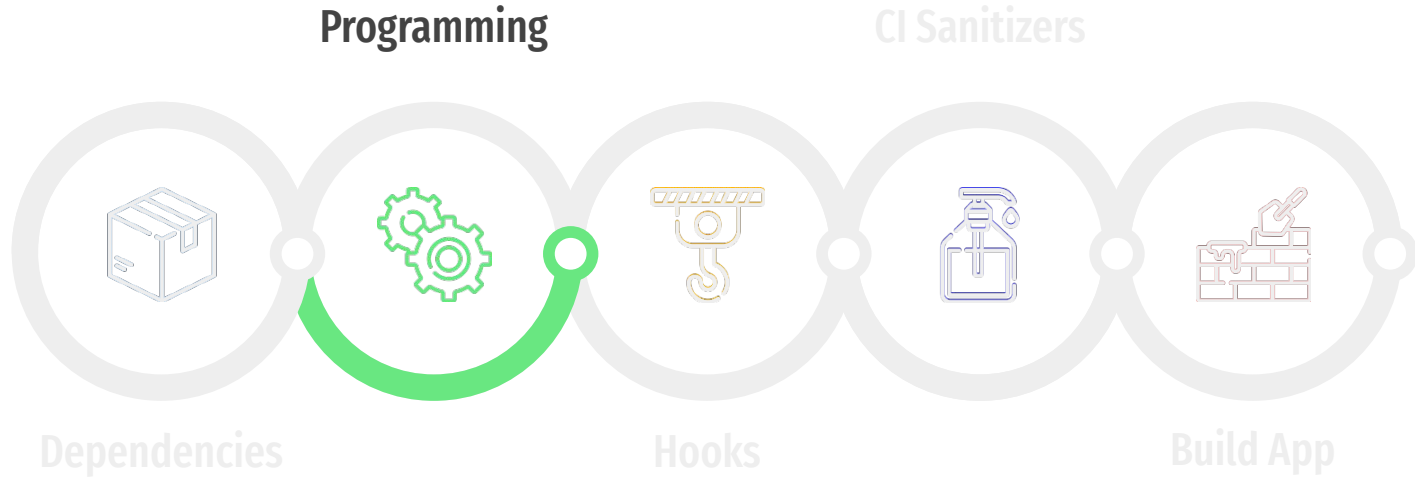 Programming
CI Sanitizers
Dependencies
Hooks
Build App